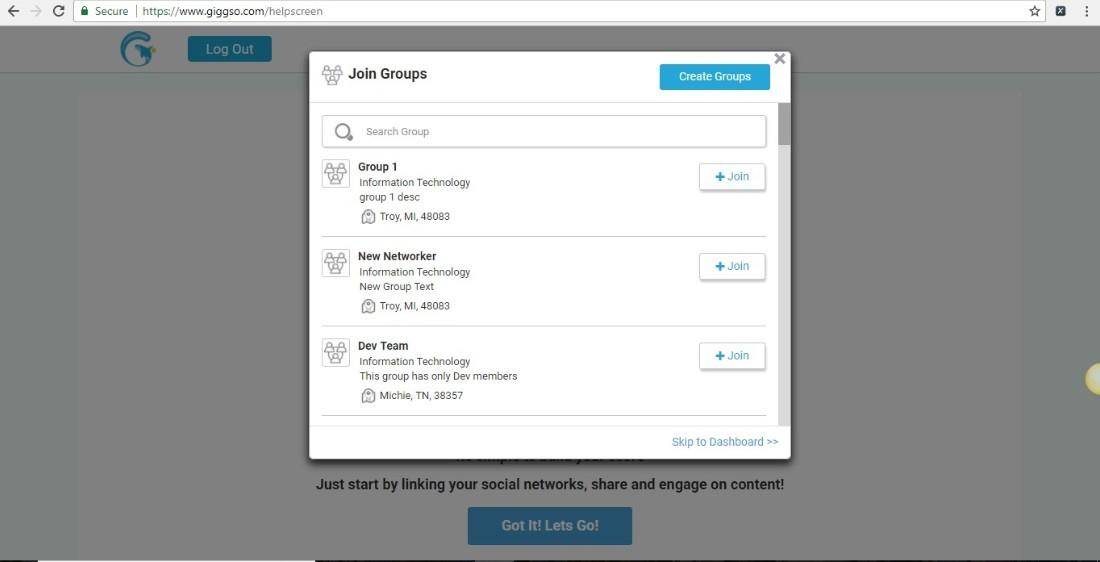 Secure | https://www.giggso.com/helpscreen
Log Out
Join Groups
Create Groups
Search Group
Group 1
Information Technology
group 1 desc
Troy, MI, 48083
+ Join
New Networker
Information Technology
New Group Text
Troy, MI, 48083
+ Join
Dev Team
Information Technology
This group has only Dev members
Michie, TN, 38357
+ Join
Skip to Dashboard >>
Just start by linking your social networks, share and engage on content!
Got It! Lets Go!